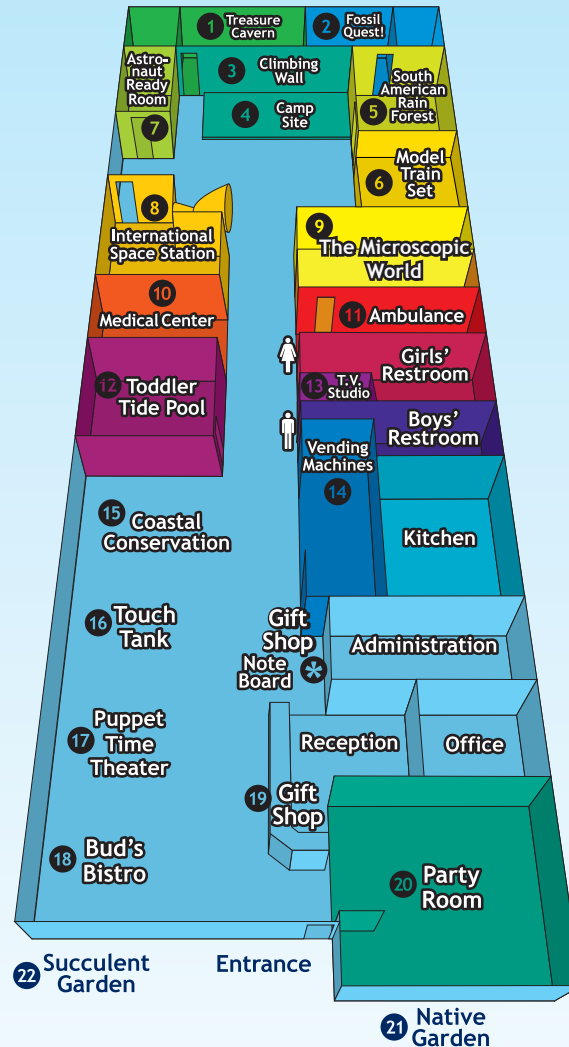 1 Treasure
Cavern
2 Fossil
Quest!
3 Climbing
Wall
4 Camp
Site
South
American
Rain
5 Forest
6 Model
Train
Set
Astro-
naut
Ready
Room
7
8
International
Space Station
9
The Microscopic
World
10
Medical Center
11 Ambulance
Girls'
Restroom
12 Toddler
Tide Pool
13 T.V.
Studio
Boys'
Restroom
Vending
Machines
14
Kitchen
15 Coastal
Conservation
16 Touch
Tank
Gift
Shop
Note
Board *
Administration
17 Puppet
Time
Theater
Reception
Office
19 Gift
Shop
18 Bud's
Bistro
20 Party
Room
22 Succulent
Garden
Entrance
21 Native
Garden